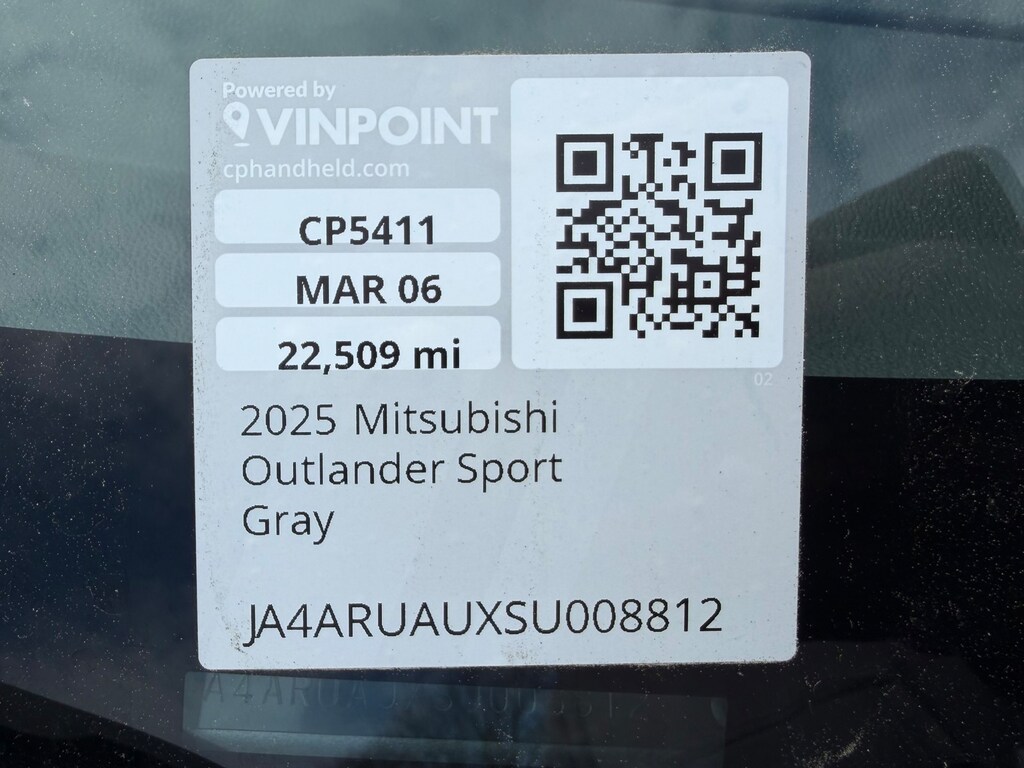 Powered by
VINPOINT
cphandheld.com
CP5411
MAR 06
22,509 mi
02
2025 Mitsubishi
Outlander Sport
Gray
JA4ARUAUXSU008812